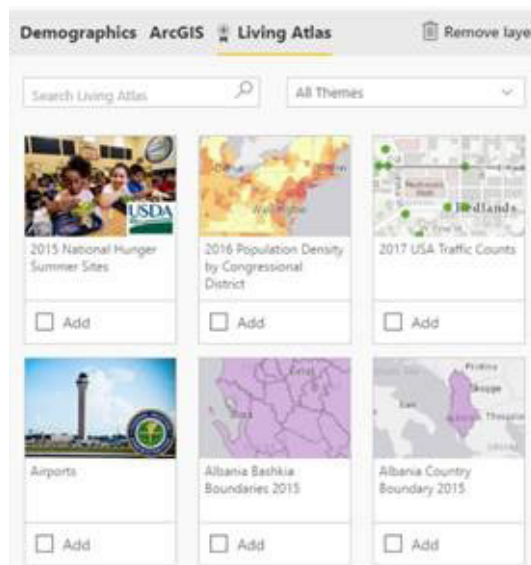 Demographics ArcGIS Living Atlas Remove laye
Search Living Atlas All Themes
USDA
Redlands
2015 National Hunger
Summer Sites
2016 Population Density
by Congressional
District
2017 USA Traffic Counts
Add Add Add
Airports
Albania Bashkia
Boundaries 2015
Albania Country
Boundary 2015
Add Add Add